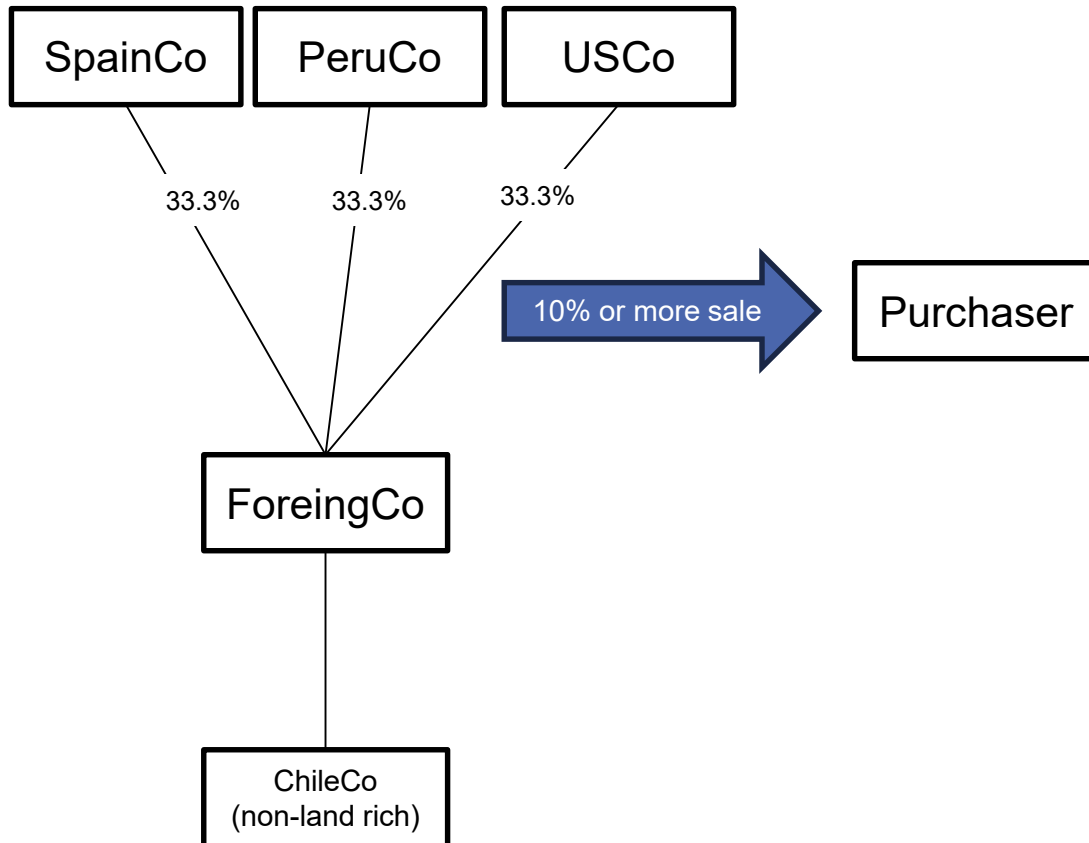 SpainCo
PeruCo
USCo
33.3%
33.3%
33.3%
10% or more sale
Purchaser
ForeingCo
ChileCo
(non-land rich)